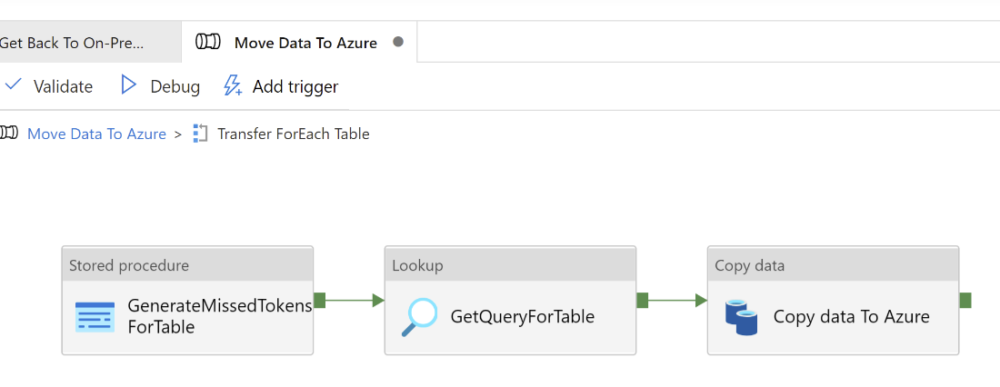 Get Back To On-Pre...
Move Data To Azure
Validate
Debug
Add trigger
Move Data To Azure > Transfer ForEach Table
Stored procedure
GenerateMissedTokens
ForTable
Lookup
GetQueryForTable
Copy data
Copy data To Azure